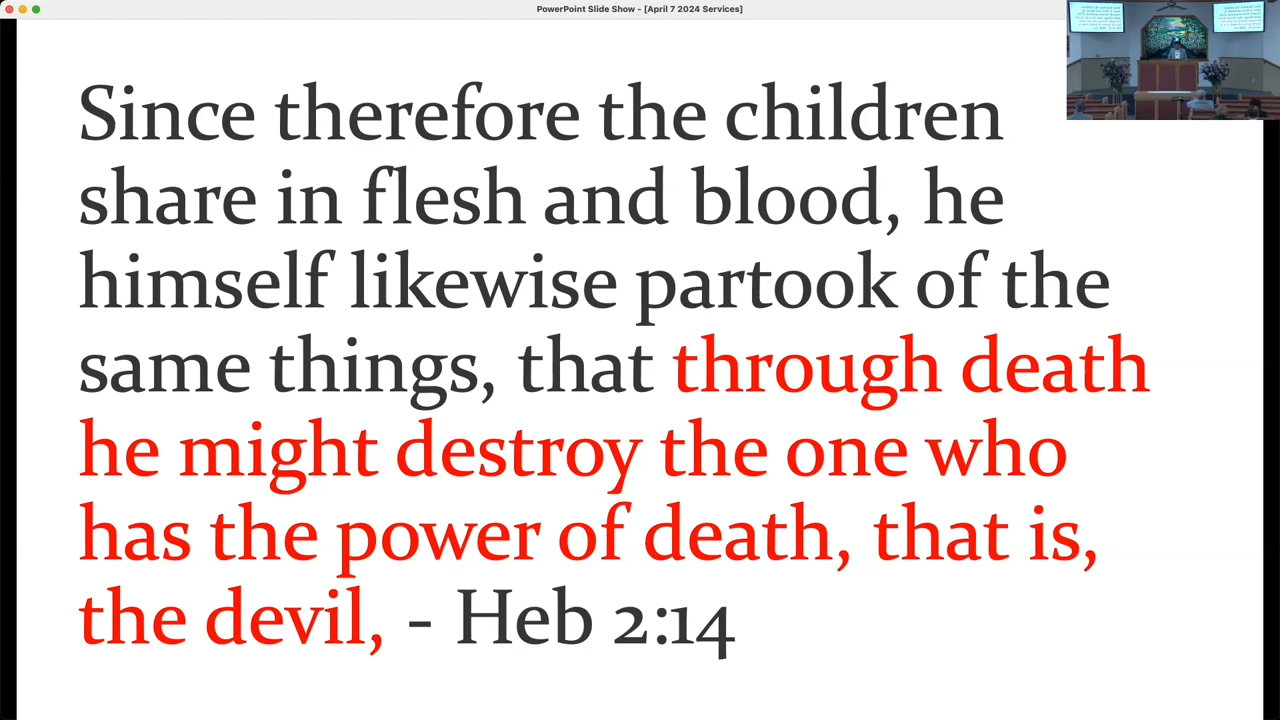 PowerPoint Slide Show - [April 7 2024 Services]
Since therefore the children
share in flesh and blood, he
himself likewise partook of the
same things, that through death
he might destroy the one who
has the power of death, that is,
the devil, - Heb 2:14